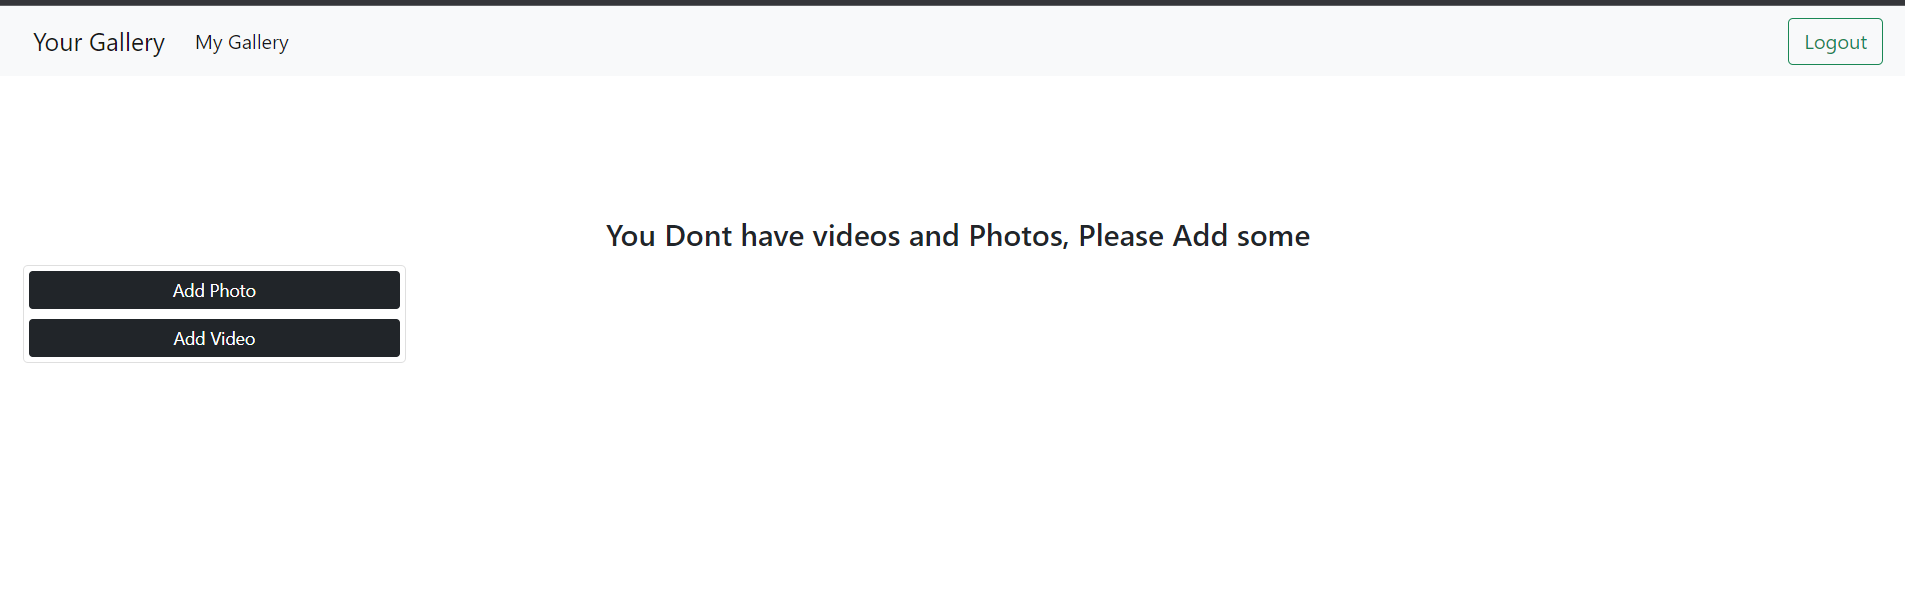 Your Gallery My Gallery Logout
You Dont have videos and Photos, Please Add some
Add Photo
Add Video